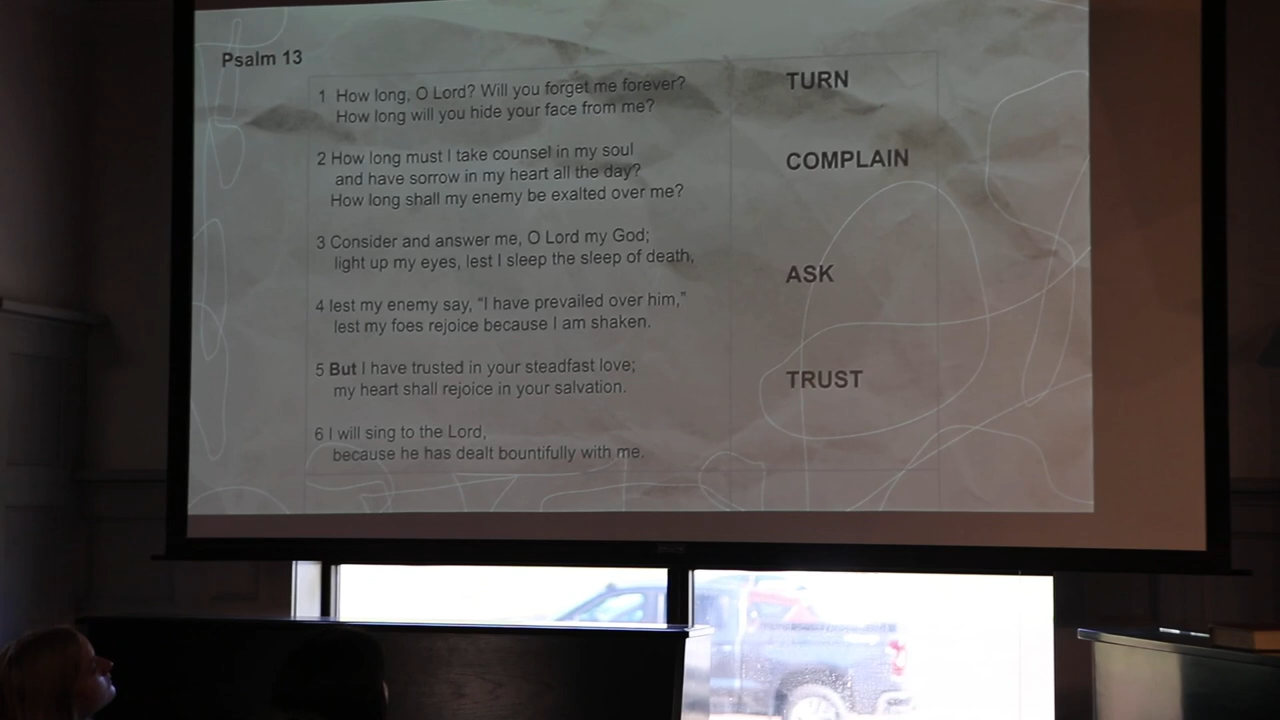 Psalm 13
1 How long, O Lord? Will you forget me forever?
How long will you hide your face from me?
TURN
2 How long must I take counsel in my soul
and have sorrow in my heart all the day?
How long shall my enemy be exalted over me?
COMPLAIN
3 Consider and answer me, O Lord my God;
light up my eyes, lest I sleep the sleep of death,
4 lest my enemy say, “I have prevailed over him,”
lest my foes rejoice because I am shaken.
ASK
5 But I have trusted in your steadfast love;
my heart shall rejoice in your salvation.
6 I will sing to the Lord,
because he has dealt bountifully with me.
TRUST